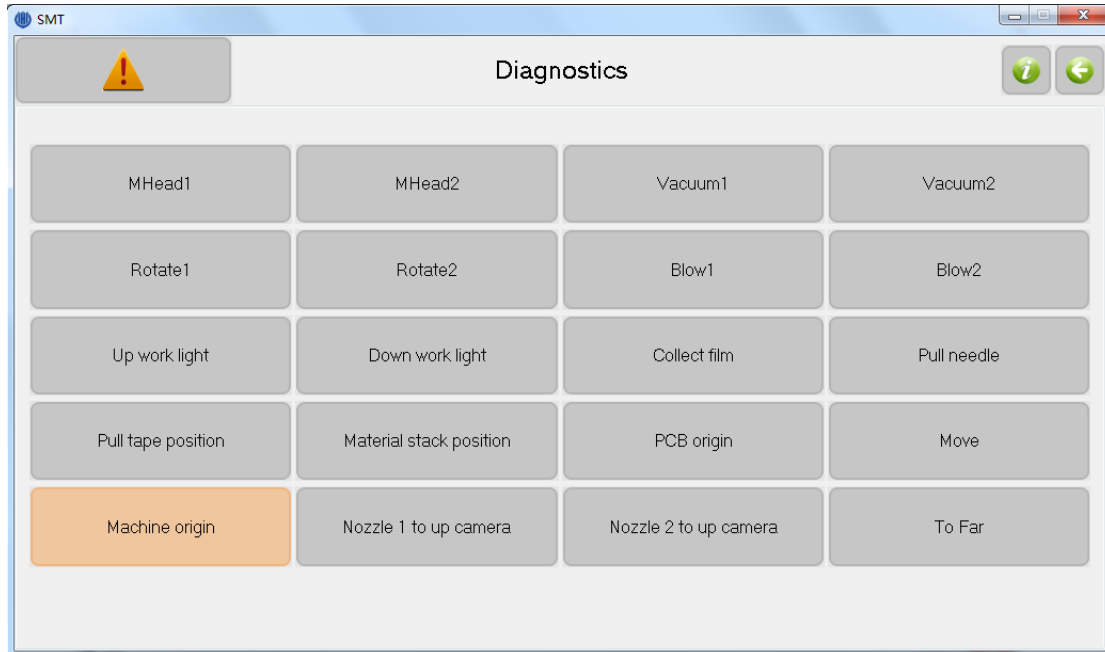 SMT
Diagnostics
MHead1 MHead2 Vacuum1 Vacuum2
Rotate1 Rotate2 Blow1 Blow2
Up work light Down work light Collect film Pull needle
Pull tape position Material stack position PCB origin Move
Machine origin Nozzle 1 to up camera Nozzle 2 to up camera To Far